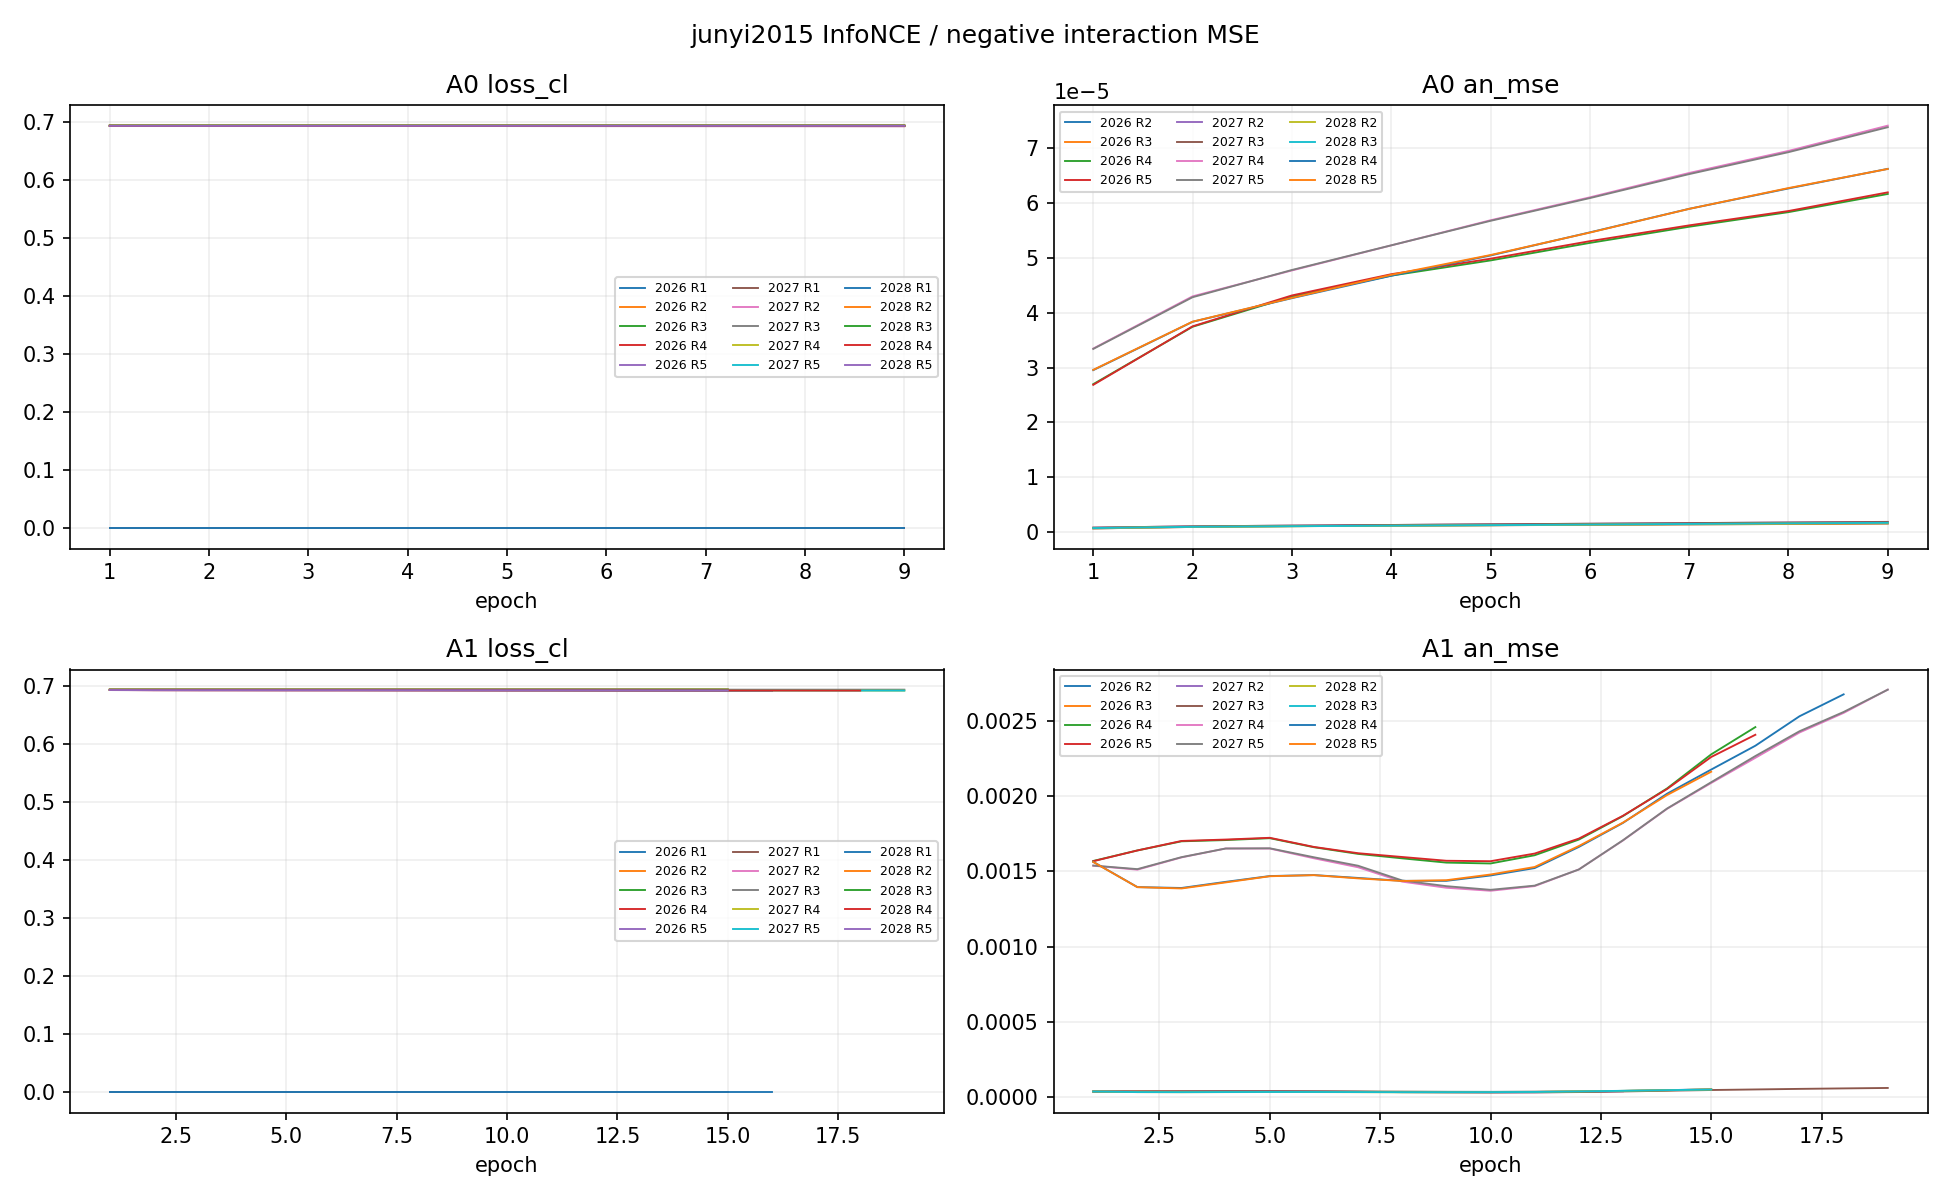 junyi2015 InfoNCE / negative interaction MSE
A0 loss_cl
0.7
0.6
0.5
0.4
0.3
0.2
0.1
0.0
2026 R1 2027 R1 2028 R1
2026 R2 2027 R2 2028 R2
2026 R3 2027 R3 2028 R3
2026 R4 2027 R4 2028 R4
2026 R5 2027 R5 2028 R5
1 2 3 4 5 6 7 8 9
epoch
A0 an_mse
1e−5
7
6
5
4
3
2
1
0
2026 R2 2027 R2 2028 R2
2026 R3 2027 R3 2028 R3
2026 R4 2027 R4 2028 R4
2026 R5 2027 R5 2028 R5
1 2 3 4 5 6 7 8 9
epoch
A1 loss_cl
0.7
0.6
0.5
0.4
0.3
0.2
0.1
0.0
2026 R1 2027 R1 2028 R1
2026 R2 2027 R2 2028 R2
2026 R3 2027 R3 2028 R3
2026 R4 2027 R4 2028 R4
2026 R5 2027 R5 2028 R5
2.5 5.0 7.5 10.0 12.5 15.0 17.5
epoch
A1 an_mse
0.0025
0.0020
0.0015
0.0010
0.0005
0.0000
2026 R2 2027 R2 2028 R2
2026 R3 2027 R3 2028 R3
2026 R4 2027 R4 2028 R4
2026 R5 2027 R5 2028 R5
2.5 5.0 7.5 10.0 12.5 15.0 17.5
epoch